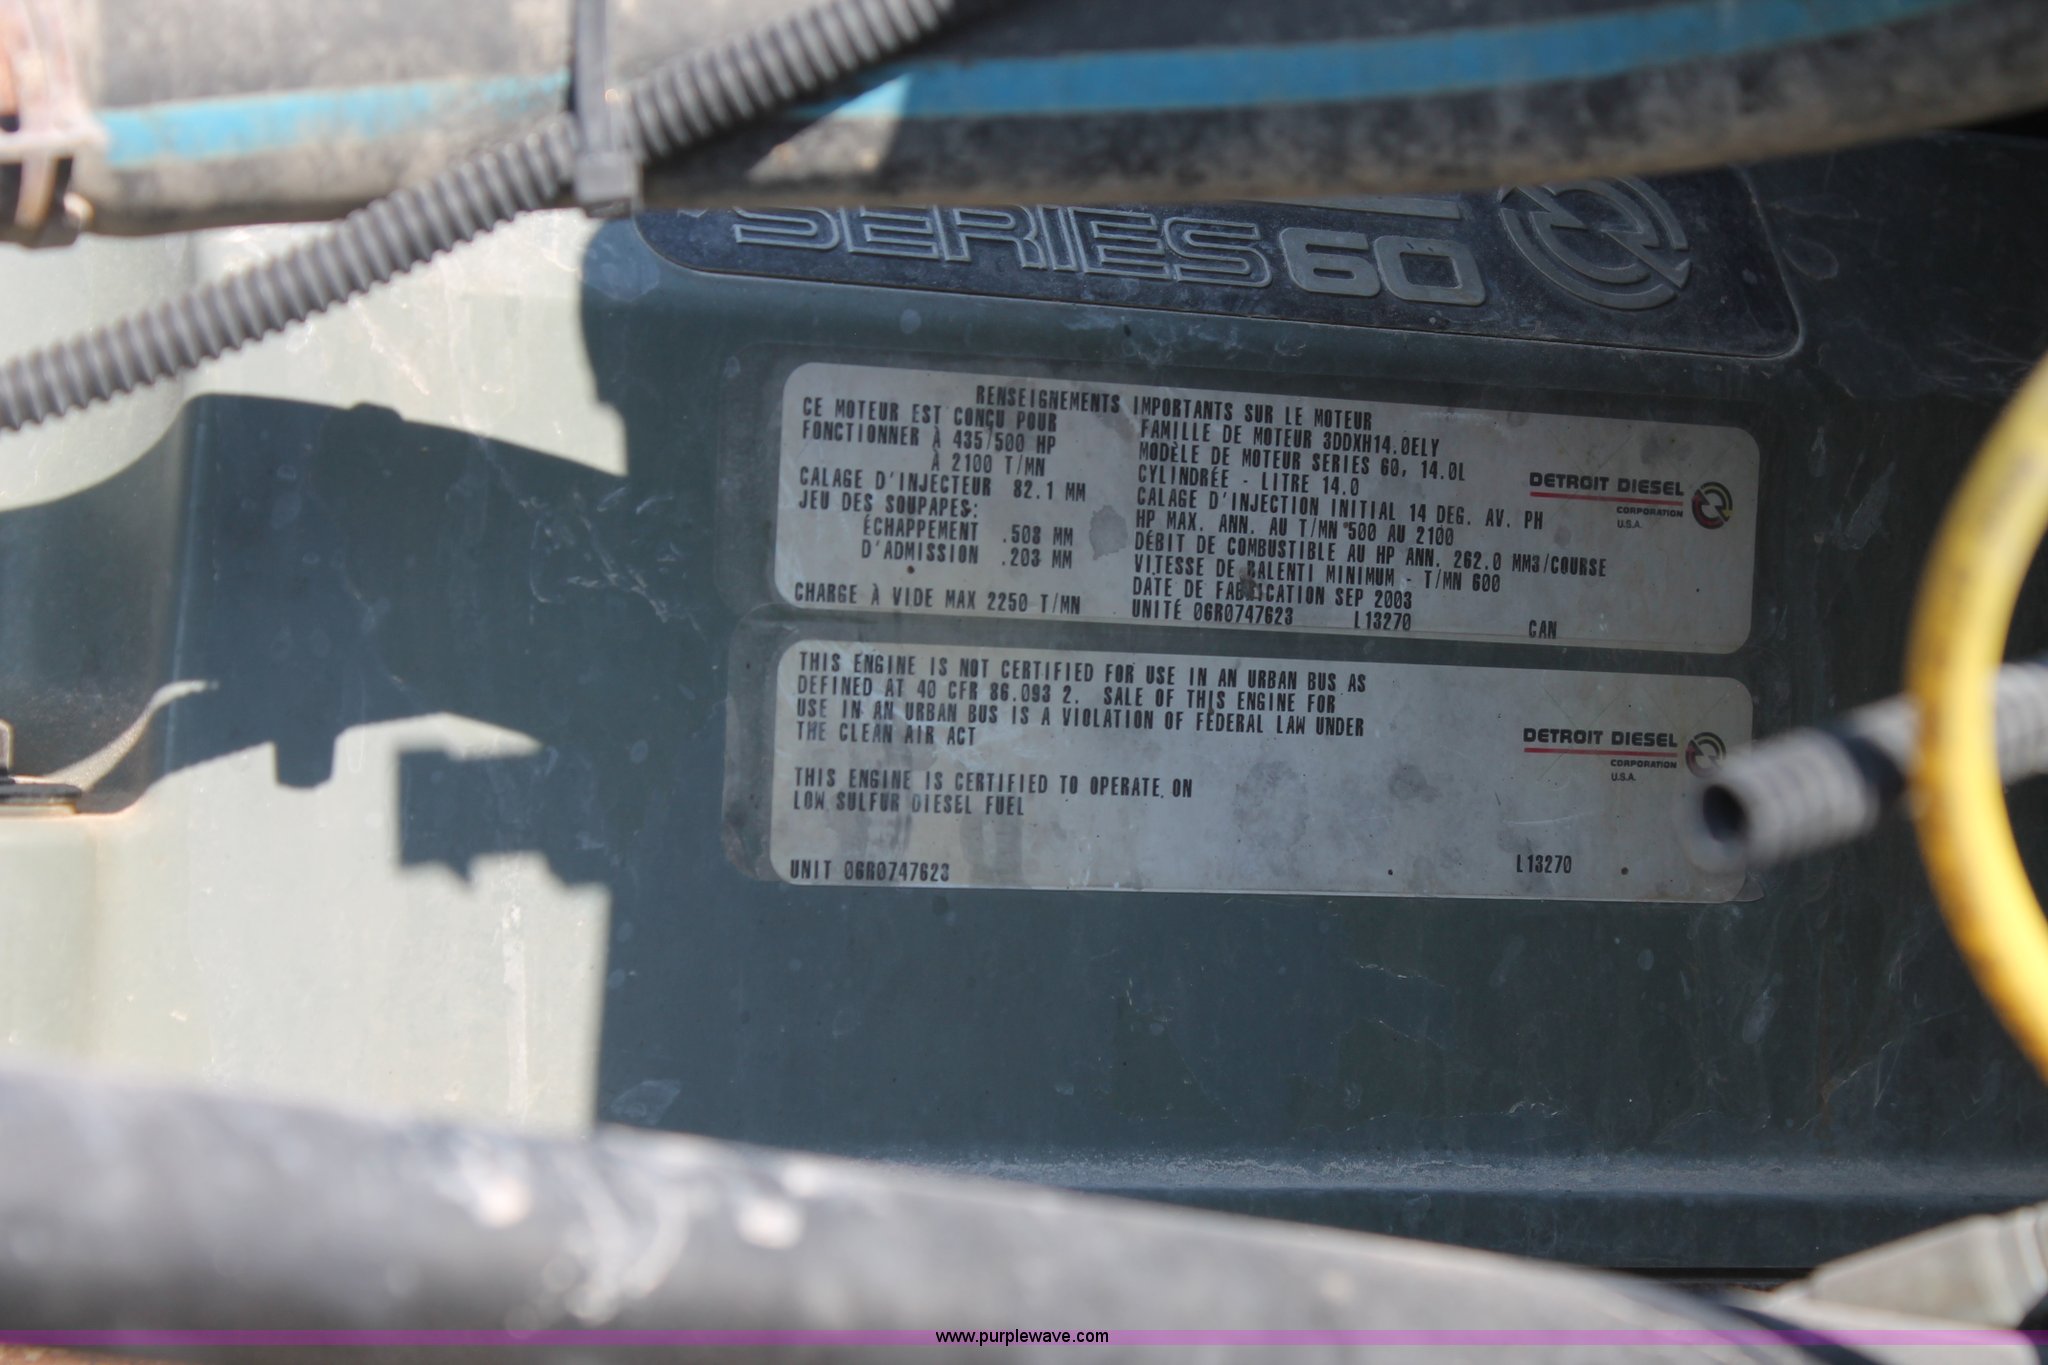 SERIES 60
RENSEIGNEMENTS IMPORTANTS SUR LE MOTEUR
CE MOTEUR EST CONÇU POUR
FONCTIONNER À 435/500 HP
À 2100 T/MN
CALAGE D'INJECTEUR 82.1 MM
JEU DES SOUPAPES:
ÉCHAPPEMENT .508 MM
D'ADMISSION .203 MM
CHARGE À VIDE MAX 2250 T/MN
FAMILLE DE MOTEUR 3DDXH14.0ELY
MODÈLE DE MOTEUR SERIES 60, 14.0L
CYLINDRÉE - LITRE 14.0
CALAGE D'INJECTION INITIAL 14 DEG. AV. PH
HP MAX. ANN. AU T/MN 500 AU 2100
DÉBIT DE COMBUSTIBLE AU HP ANN. 262.0 MM3/COURSE
VITESSE DE RALENTI MINIMUM - T/MN 600
DATE DE FABRICATION SEP 2003
UNITÉ 06R0747623 L13270 CAN
DETROIT DIESEL
CORPORATION
U.S.A.
THIS ENGINE IS NOT CERTIFIED FOR USE IN AN URBAN BUS AS
DEFINED AT 40 CFR 86.093 2. SALE OF THIS ENGINE FOR
USE IN AN URBAN BUS IS A VIOLATION OF FEDERAL LAW UNDER
THE CLEAN AIR ACT
THIS ENGINE IS CERTIFIED TO OPERATE ON
LOW SULFUR DIESEL FUEL
UNIT 06R0747623 L13270
DETROIT DIESEL
CORPORATION
U.S.A.
www.purplewave.com